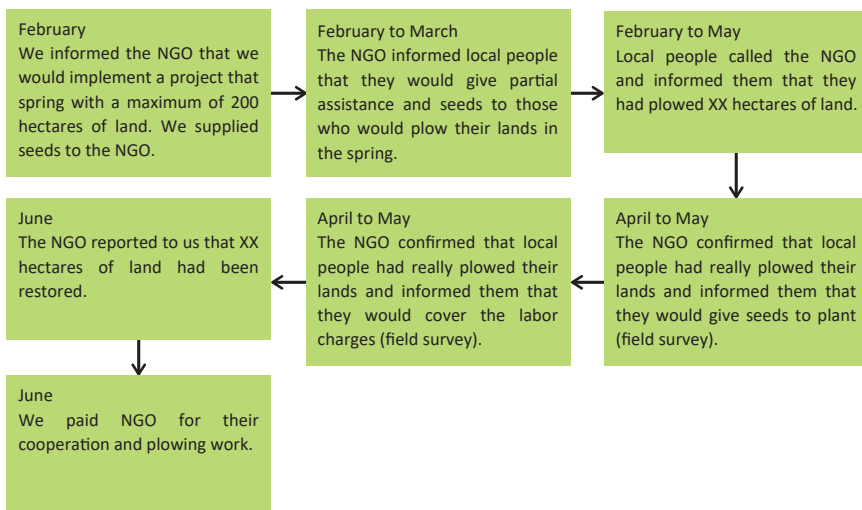 February
We informed the NGO that we
would implement a project that
spring with a maximum of 200
hectares of land. We supplied
seeds to the NGO.
February to March
The NGO informed local people
that they would give partial
assistance and seeds to those
who would plow their lands in
the spring.
February to May
Local people called the NGO
and informed them that they
had plowed XX hectares of land.
April to May
The NGO confirmed that local
people had really plowed their
lands and informed them that
they would give seeds to plant
(field survey).
April to May
The NGO confirmed that local
people had really plowed their
lands and informed them that
they would cover the labor
charges (field survey).
June
The NGO reported to us that XX
hectares of land had been
restored.
June
We paid NGO for their
cooperation and plowing work.